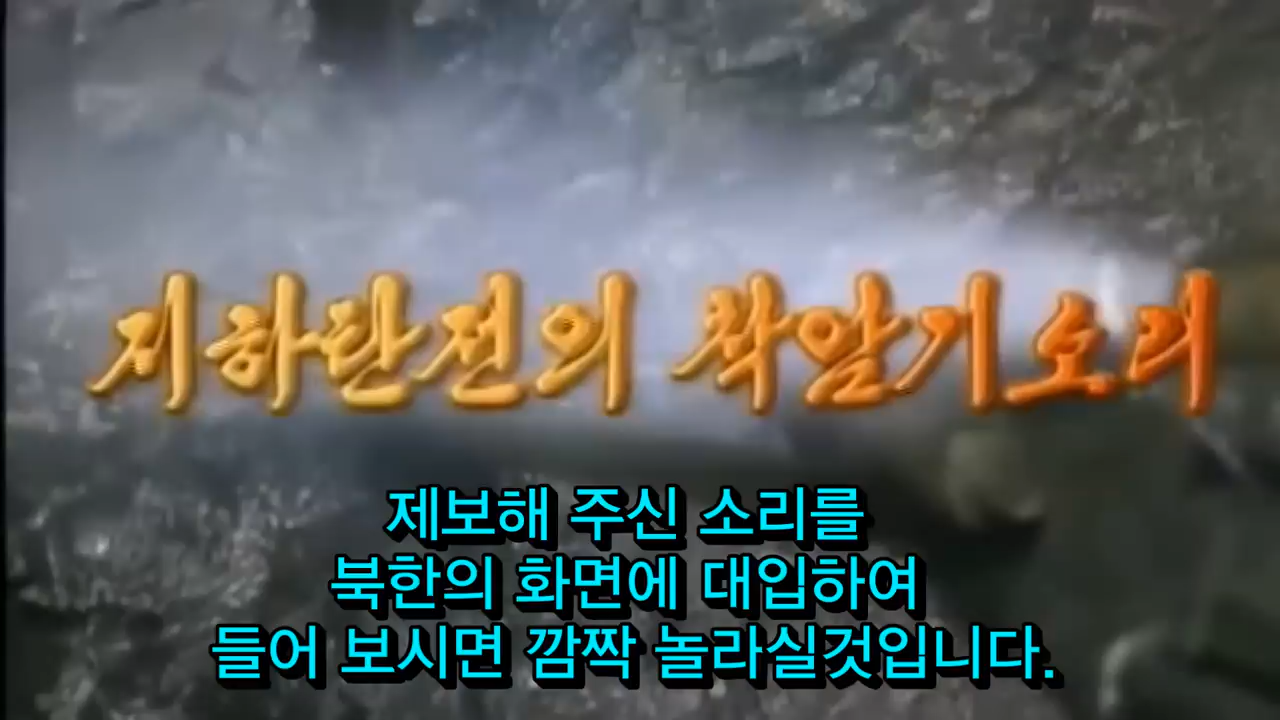 지하탄전의 착암기소리
제보해 주신 소리를
북한의 화면에 대입하여
들어 보시면 깜짝 놀라실것입니다.